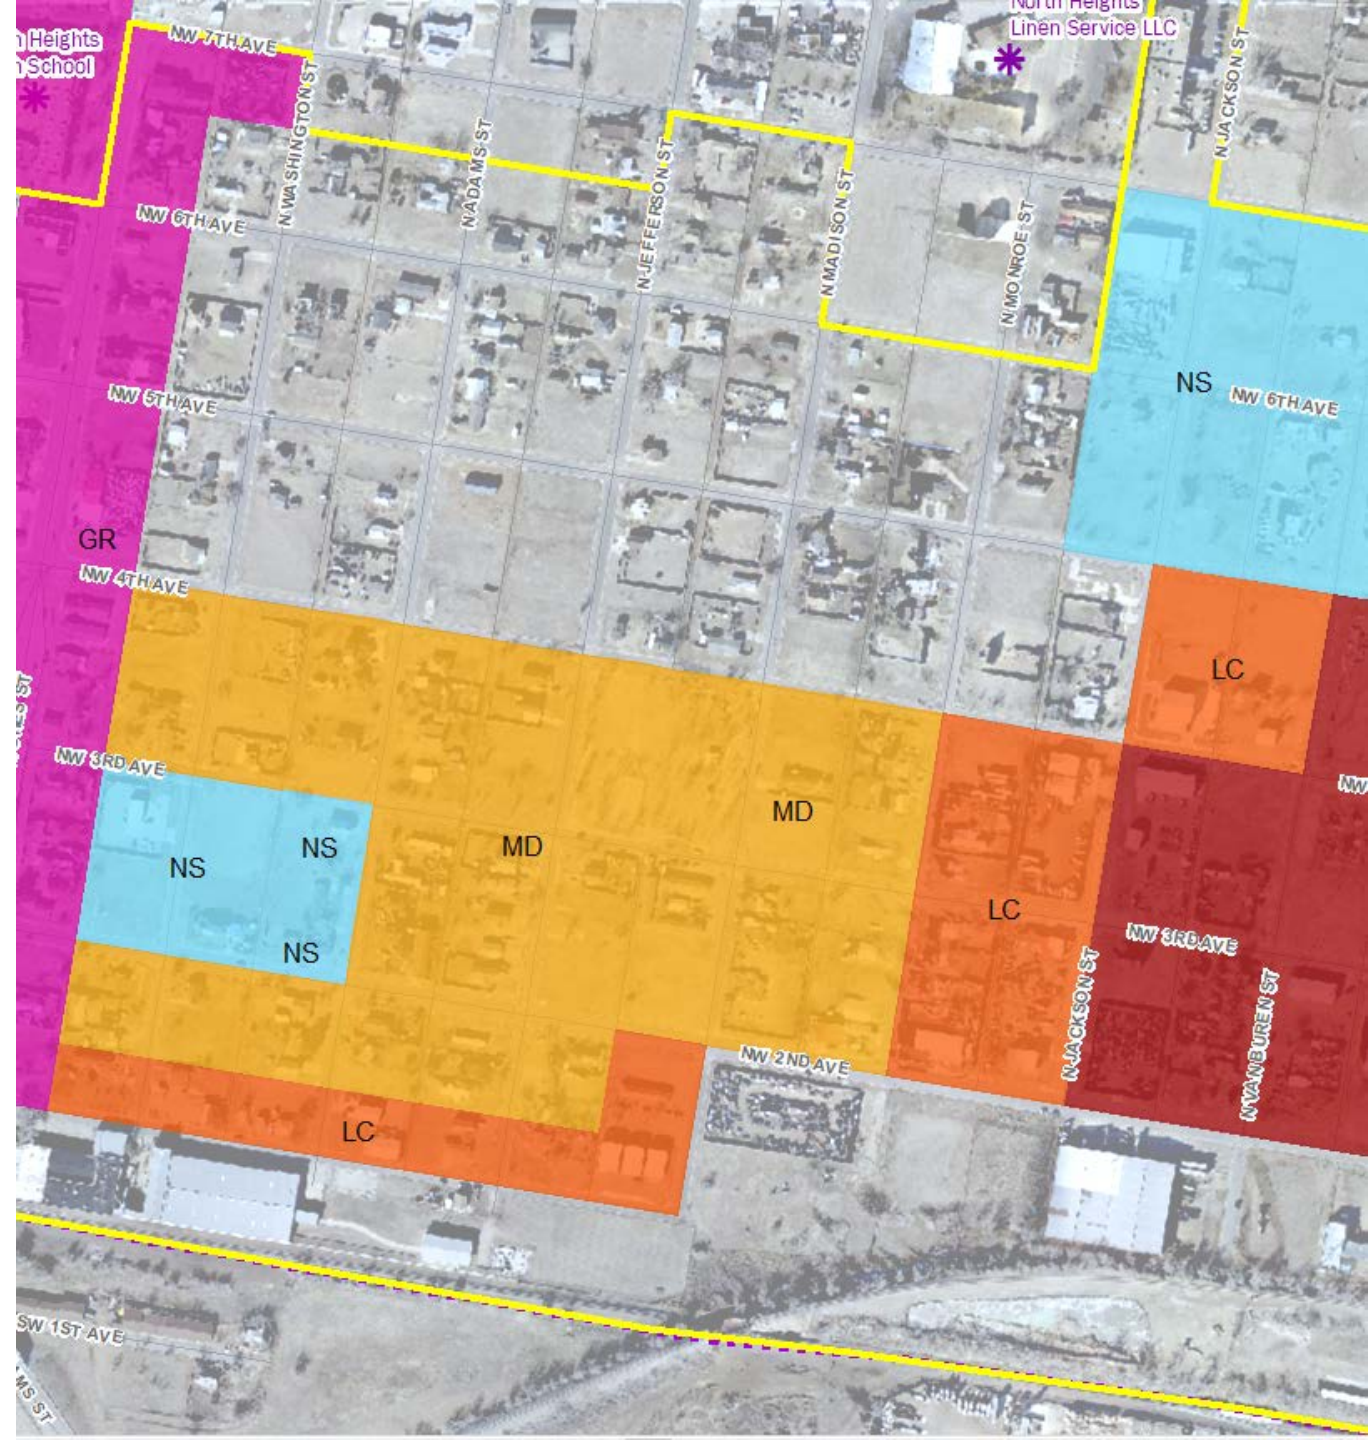 North Heights
Linen Service LLC
Heights
School
NW 7TH AVE
N WASHINGTON ST
N ADAMS ST
N JEFFERSON ST
N MADISON ST
N MONROE ST
N JACKSON ST
NW 6TH AVE
NS
NW 6TH AVE
NW 5TH AVE
GR
NW 4TH AVE
LC
NW 3RD AVE
NW
MD
MD
NS
NS
NS
LC
NW 3RD AVE
N JACKSON ST
N VAN BUREN ST
NW 2ND AVE
LC
SW 1ST AVE
MS ST